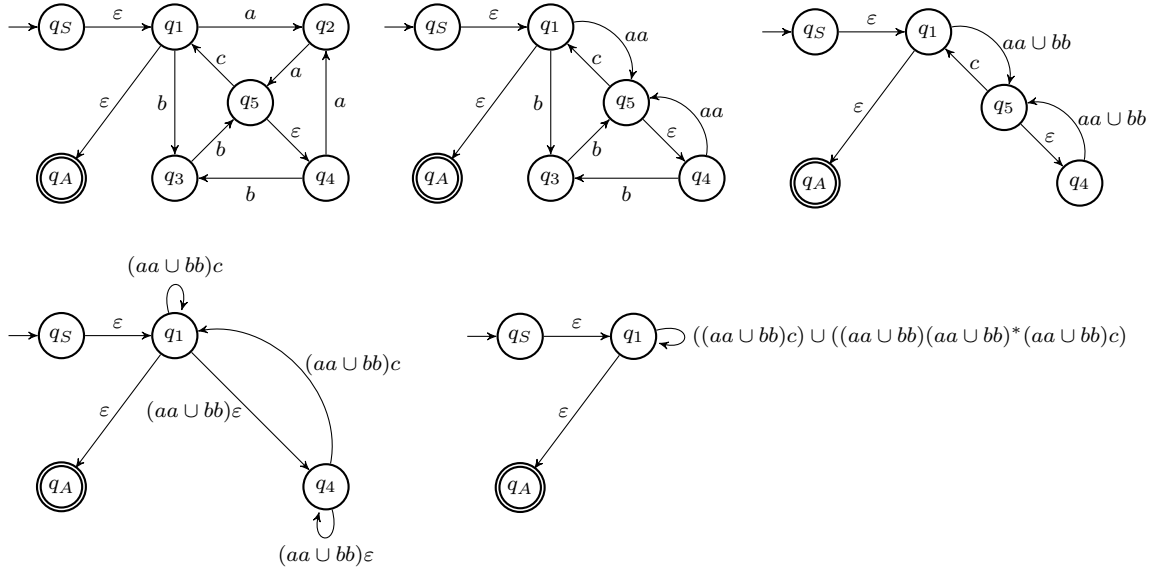 ε a ε ε
q_S q_1 q_2 q_S q_1 aa q_S ε q_1 aa ∪ bb
c a c c
ε b q_5 a ε b q_5 aa ε q_5 aa ∪ bb
b ε b ε ε
q_A q_3 q_4 q_A q_3 q_4 q_A q_4
b b
(aa ∪ bb)c
q_S ε q_1 q_S ε q_1 ((aa ∪ bb)c) ∪ ((aa ∪ bb)(aa ∪ bb)*(aa ∪ bb)c)
(aa ∪ bb)c
ε (aa ∪ bb)ε ε
q_A q_4 q_A
(aa ∪ bb)ε